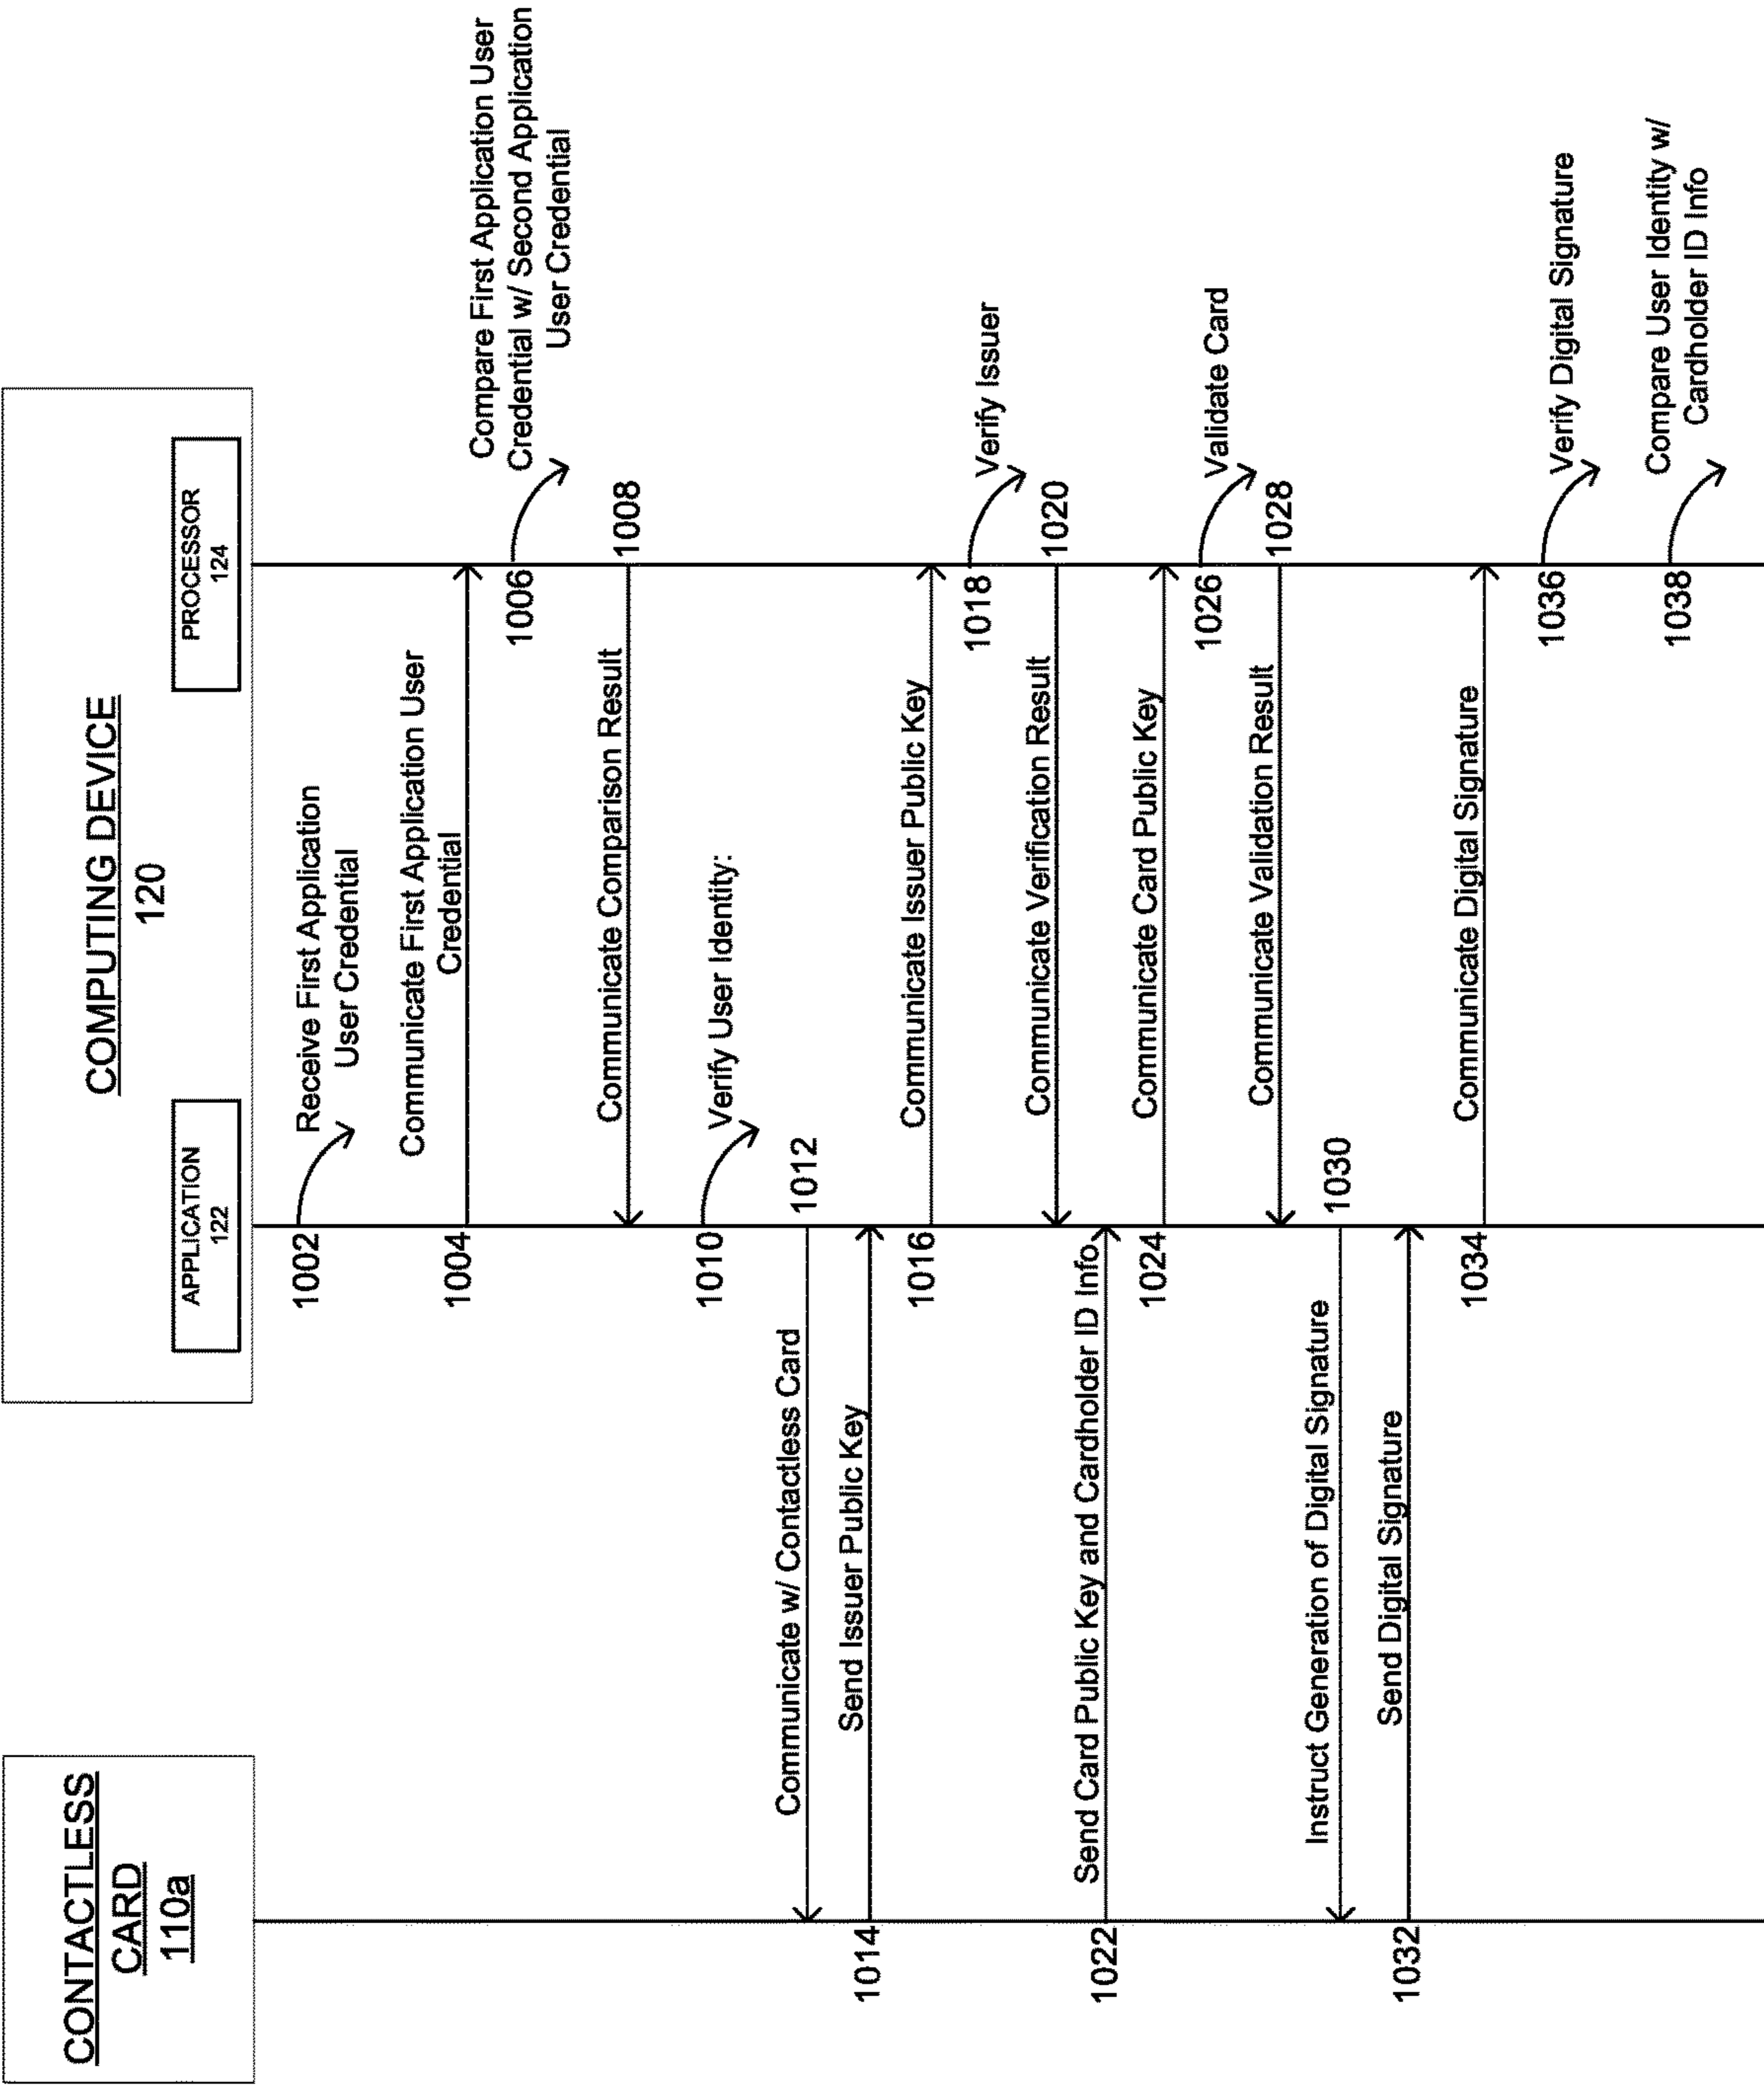 CONTACTLESS
CARD
110a
COMPUTING DEVICE
120
APPLICATION
122
PROCESSOR
124
1002
Receive First Application
User Credential
Communicate First Application User
Credential
1004
1006
Compare First Application User
Credential w/ Second Application
User Credential
Communicate Comparison Result
1008
1010
Verify User Identity:
Communicate w/ Contactless Card
1012
Send Issuer Public Key
1014
Communicate Issuer Public Key
1016
1018
Verify Issuer
Communicate Verification Result
1020
Send Card Public Key and Cardholder ID Info
1022
Communicate Card Public Key
1024
1026
Validate Card
Communicate Validation Result
1028
Instruct Generation of Digital Signature
1030
Send Digital Signature
1032
Communicate Digital Signature
1034
1036
Verify Digital Signature
1038
Compare User Identity w/
Cardholder ID Info